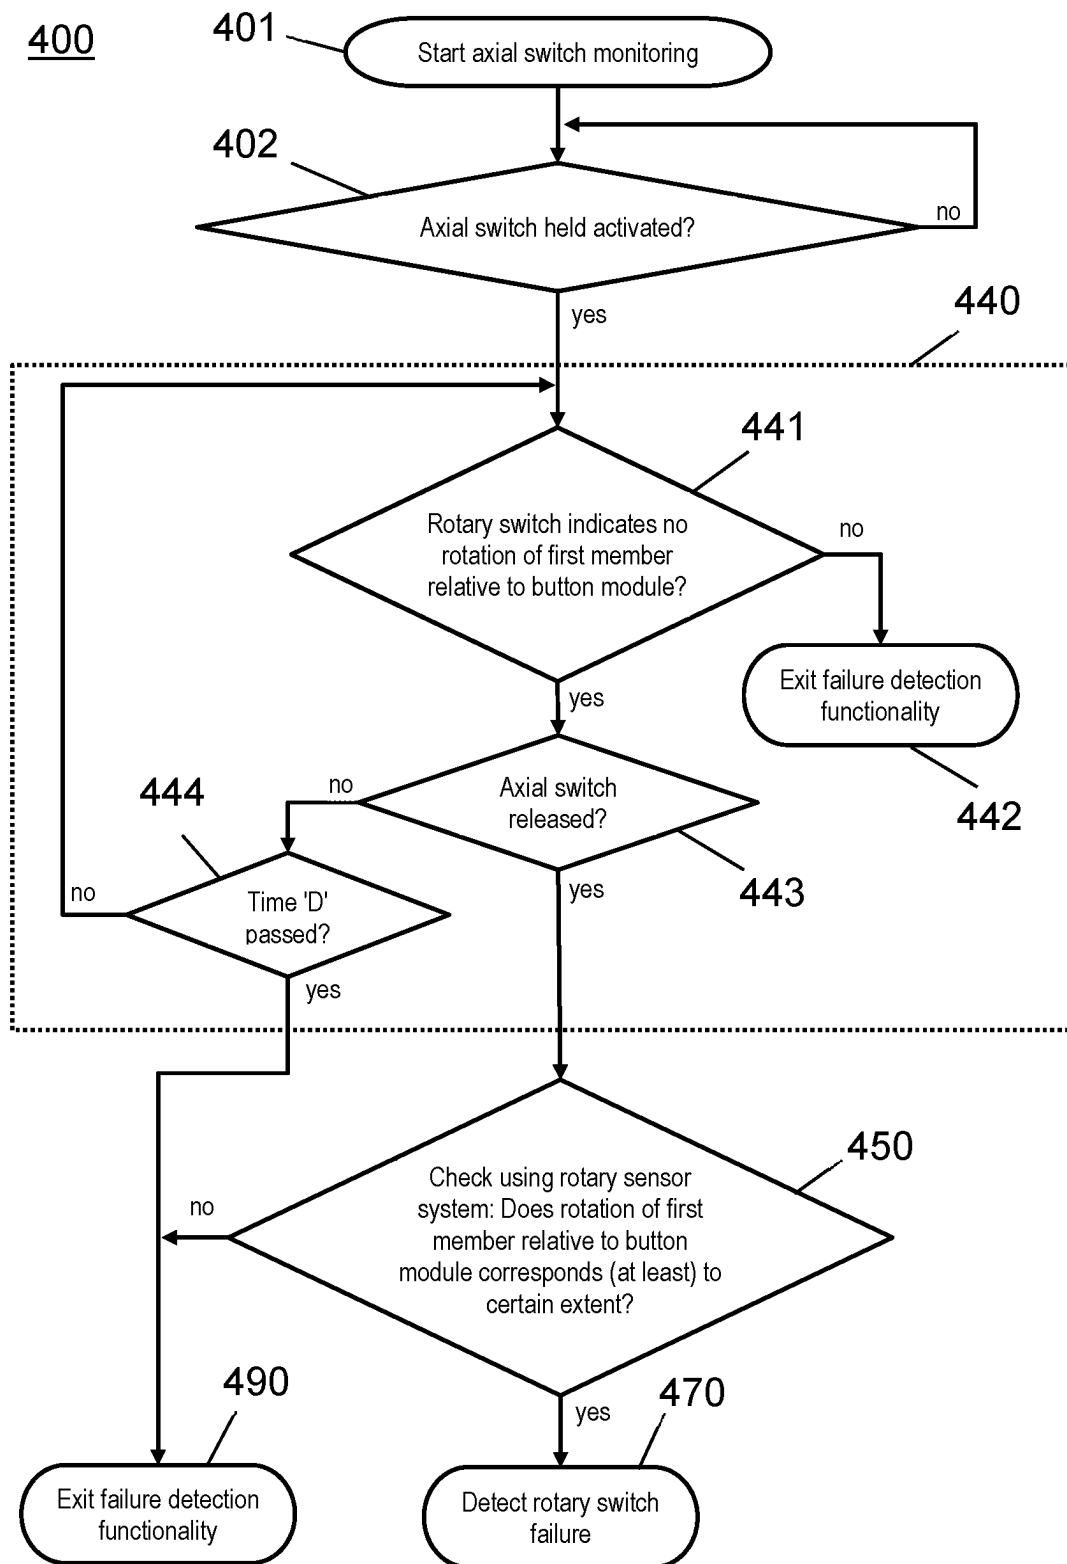 400
401
Start axial switch monitoring
402
Axial switch held activated?
no
yes
440
441
Rotary switch indicates no
rotation of first member
relative to button module?
no
yes
Exit failure detection
functionality
442
Axial switch
released?
no
443
yes
444
Time 'D'
passed?
no
yes
450
Check using rotary sensor
system: Does rotation of first
member relative to button
module corresponds (at least) to
certain extent?
no
yes
490
Exit failure detection
functionality
470
Detect rotary switch
failure